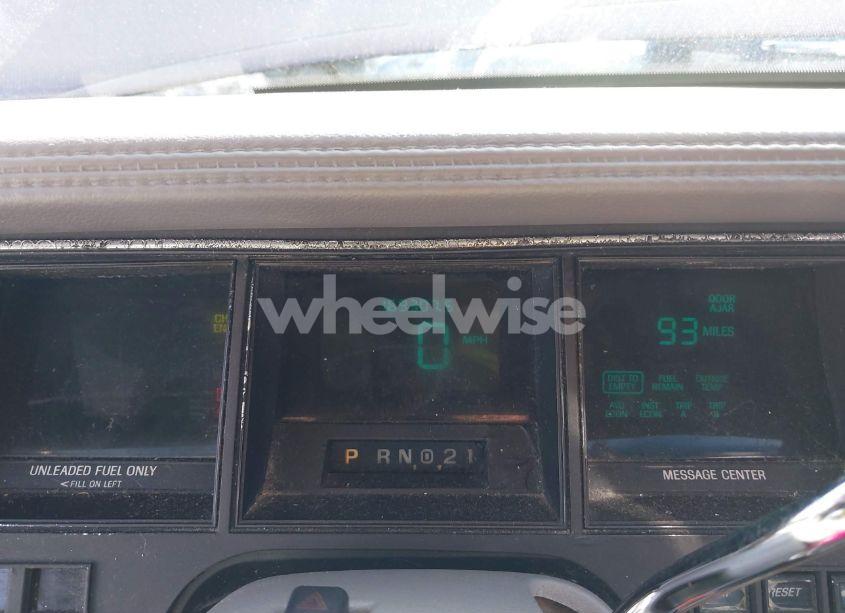 wheelwise
0 MPH
DOOR
AJAR
93 MILES
DIST TO
EMPTY
FUEL
REMAIN
OUTSIDE
TEMP
AVG
ECON
INST
ECON
TRIP
A
TRIP
B
P R N D 2 1
UNLEADED FUEL ONLY
<FILL ON LEFT
MESSAGE CENTER
RESET